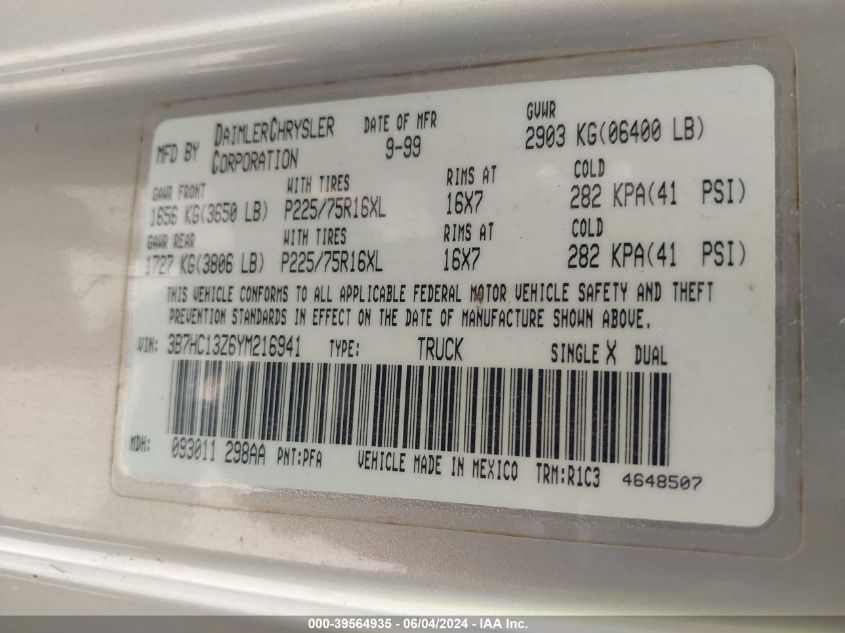 MFD BY DAIMLERCHRYSLER CORPORATION DATE OF MFR 9-99 GVWR 2903 KG(06400 LB)
GAWR FRONT WITH TIRES RIMS AT COLD
1656 KG(3650 LB) P225/75R16XL 16X7 282 KPA(41 PSI)
GAWR REAR WITH TIRES RIMS AT COLD
1727 KG(3806 LB) P225/75R16XL 16X7 282 KPA(41 PSI)
THIS VEHICLE CONFORMS TO ALL APPLICABLE FEDERAL MOTOR VEHICLE SAFETY AND THEFT
PREVENTION STANDARDS IN EFFECT ON THE DATE OF MANUFACTURE SHOWN ABOVE.
VIN: 3B7HC13Z6YM216941 TYPE: TRUCK SINGLE X DUAL
MDH: 093011 298AA PNT:PFA VEHICLE MADE IN MEXICO TRM:R1C3 4648507
000-39564935 - 06/04/2024 - IAA Inc.